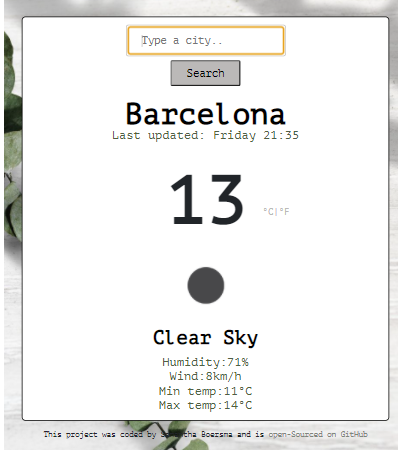 Type a city..
Search
Barcelona
Last updated: Friday 21:35
13
°C|°F
Clear Sky
Humidity:71%
Wind:8km/h
Min temp:11°C
Max temp:14°C
This project was coded by Boersma and is open-Sourced on GitHub